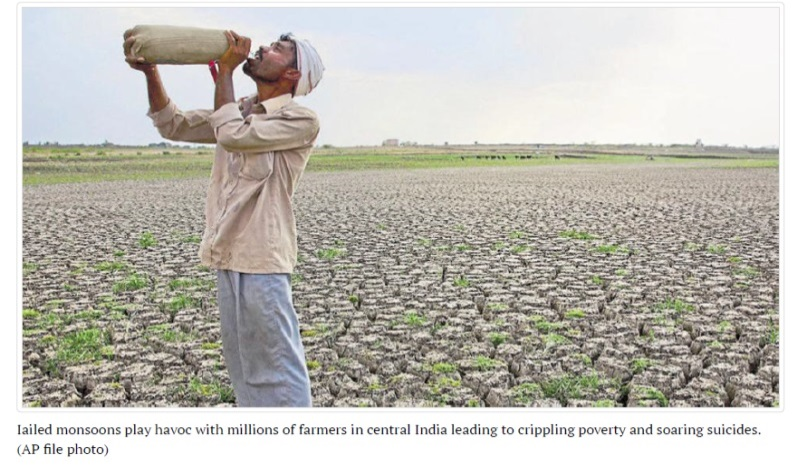 Iailed monsoons play havoc with millions of farmers in central India leading to crippling poverty and soaring suicides.
(AP file photo)